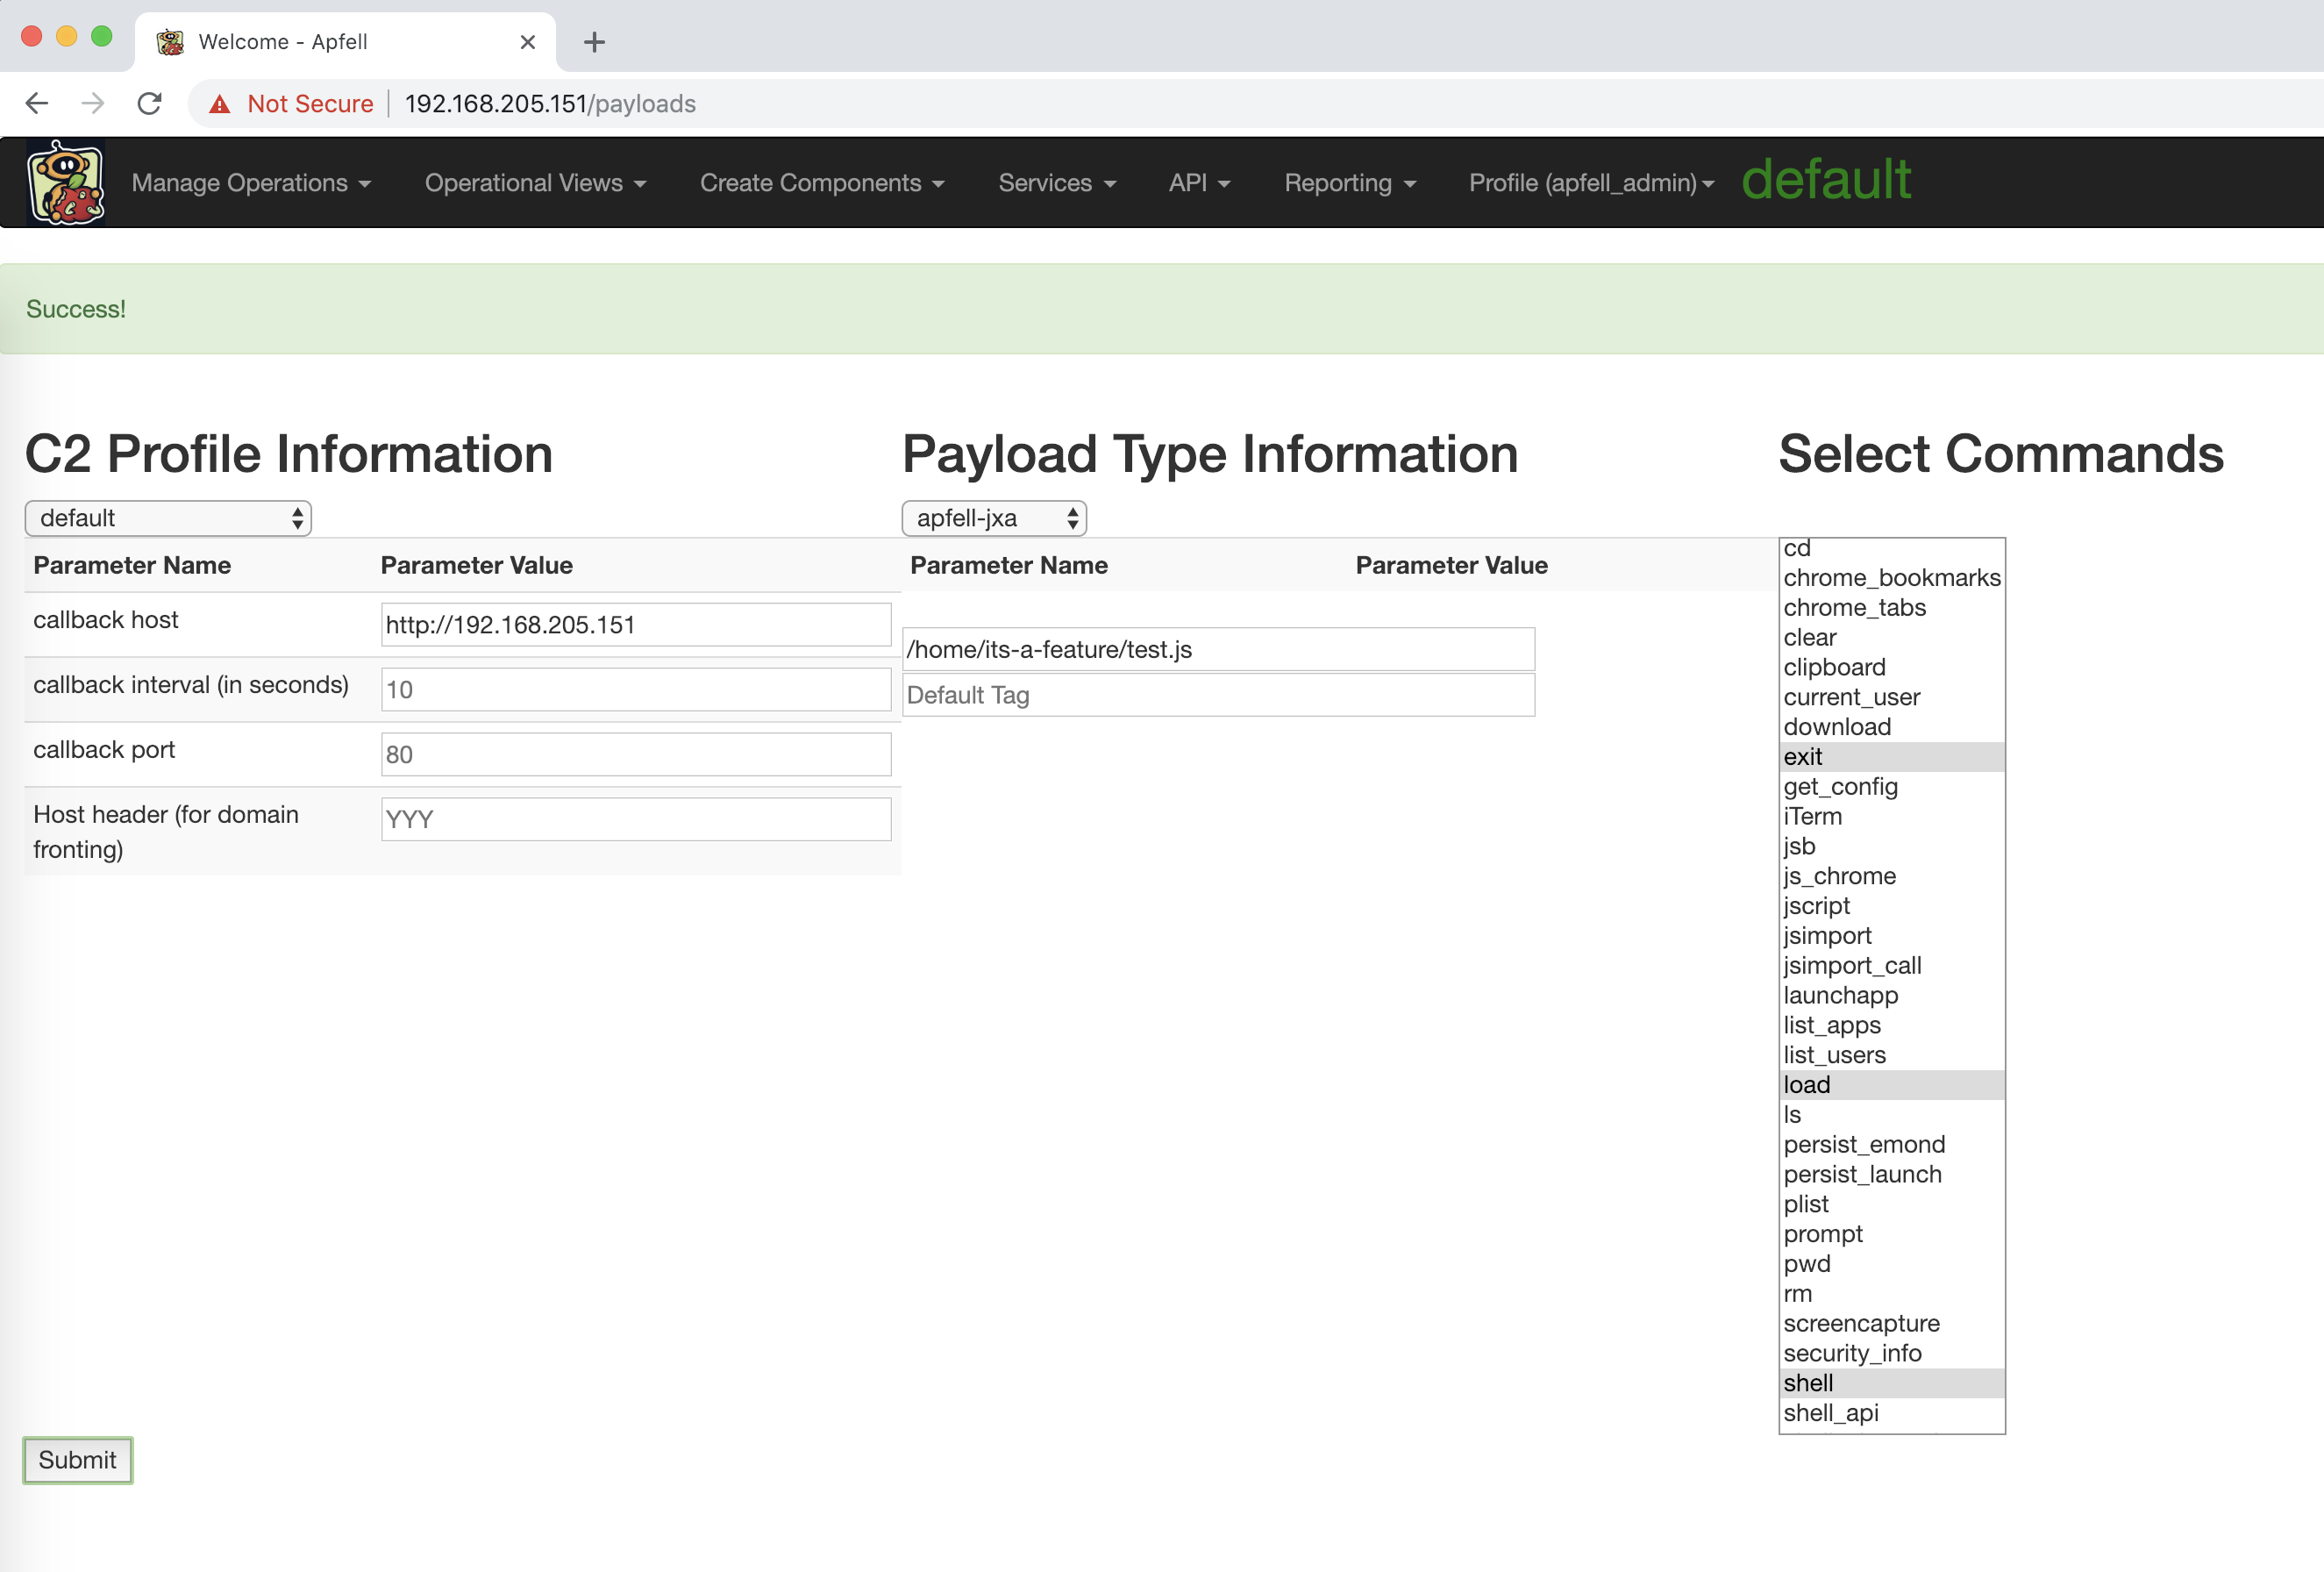 Welcome - Apfell
Not Secure 192.168.205.151/payloads
Manage Operations Operational Views Create Components Services API Reporting Profile (apfell_admin) default
Success!
C2 Profile Information
default
Parameter Name Parameter Value
callback host http://192.168.205.151
callback interval (in seconds) 10
callback port 80
Host header (for domain
fronting) YYY
Payload Type Information
apfell-jxa
Parameter Name Parameter Value
/home/its-a-feature/test.js
Default Tag
Select Commands
cd
chrome_bookmarks
chrome_tabs
clear
clipboard
current_user
download
exit
get_config
iTerm
jsb
js_chrome
jscript
jsimport
jsimport_call
launchapp
list_apps
list_users
load
ls
persist_emond
persist_launch
plist
prompt
pwd
rm
screencapture
security_info
shell
shell_api
Submit